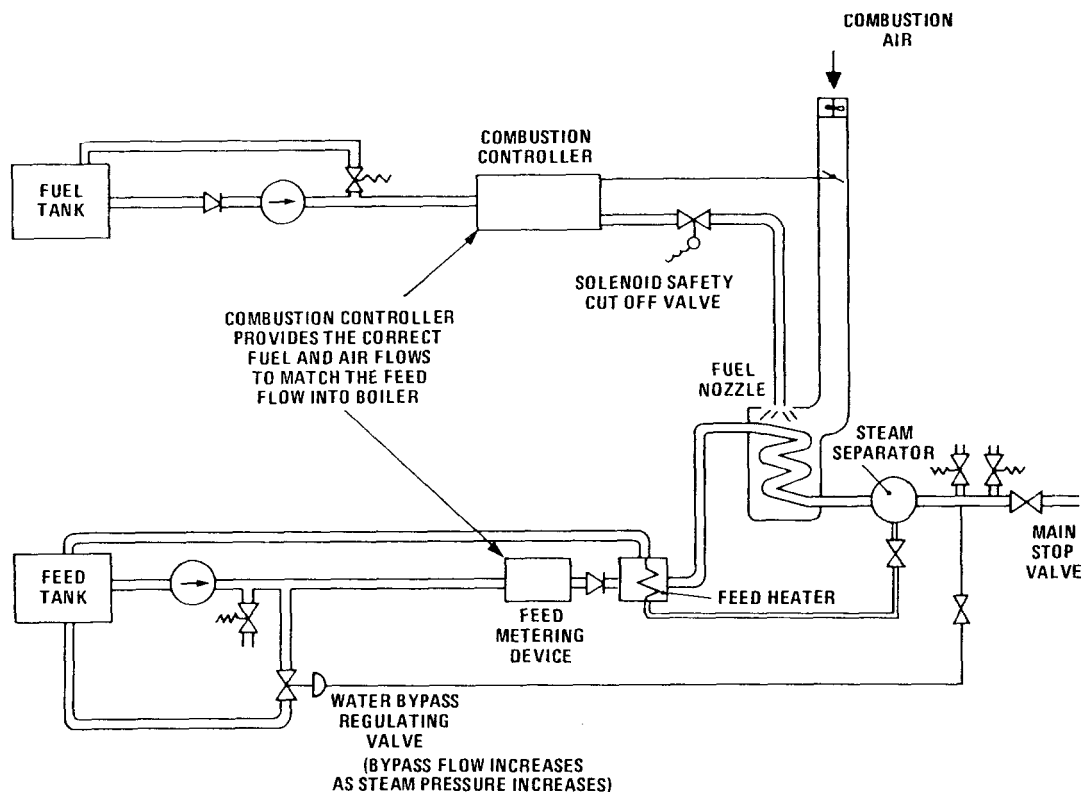 COMBUSTION
AIR
COMBUSTION
CONTROLLER
FUEL
TANK
SOLENOID SAFETY
CUT OFF VALVE
COMBUSTION CONTROLLER
PROVIDES THE CORRECT
FUEL AND AIR FLOWS
TO MATCH THE FEED
FLOW INTO BOILER
FUEL
NOZZLE
STEAM
SEPARATOR
MAIN
STOP
VALVE
FEED
TANK
FEED HEATER
FEED
METERING
DEVICE
WATER BYPASS
REGULATING
VALVE
(BYPASS FLOW INCREASES
AS STEAM PRESSURE INCREASES)